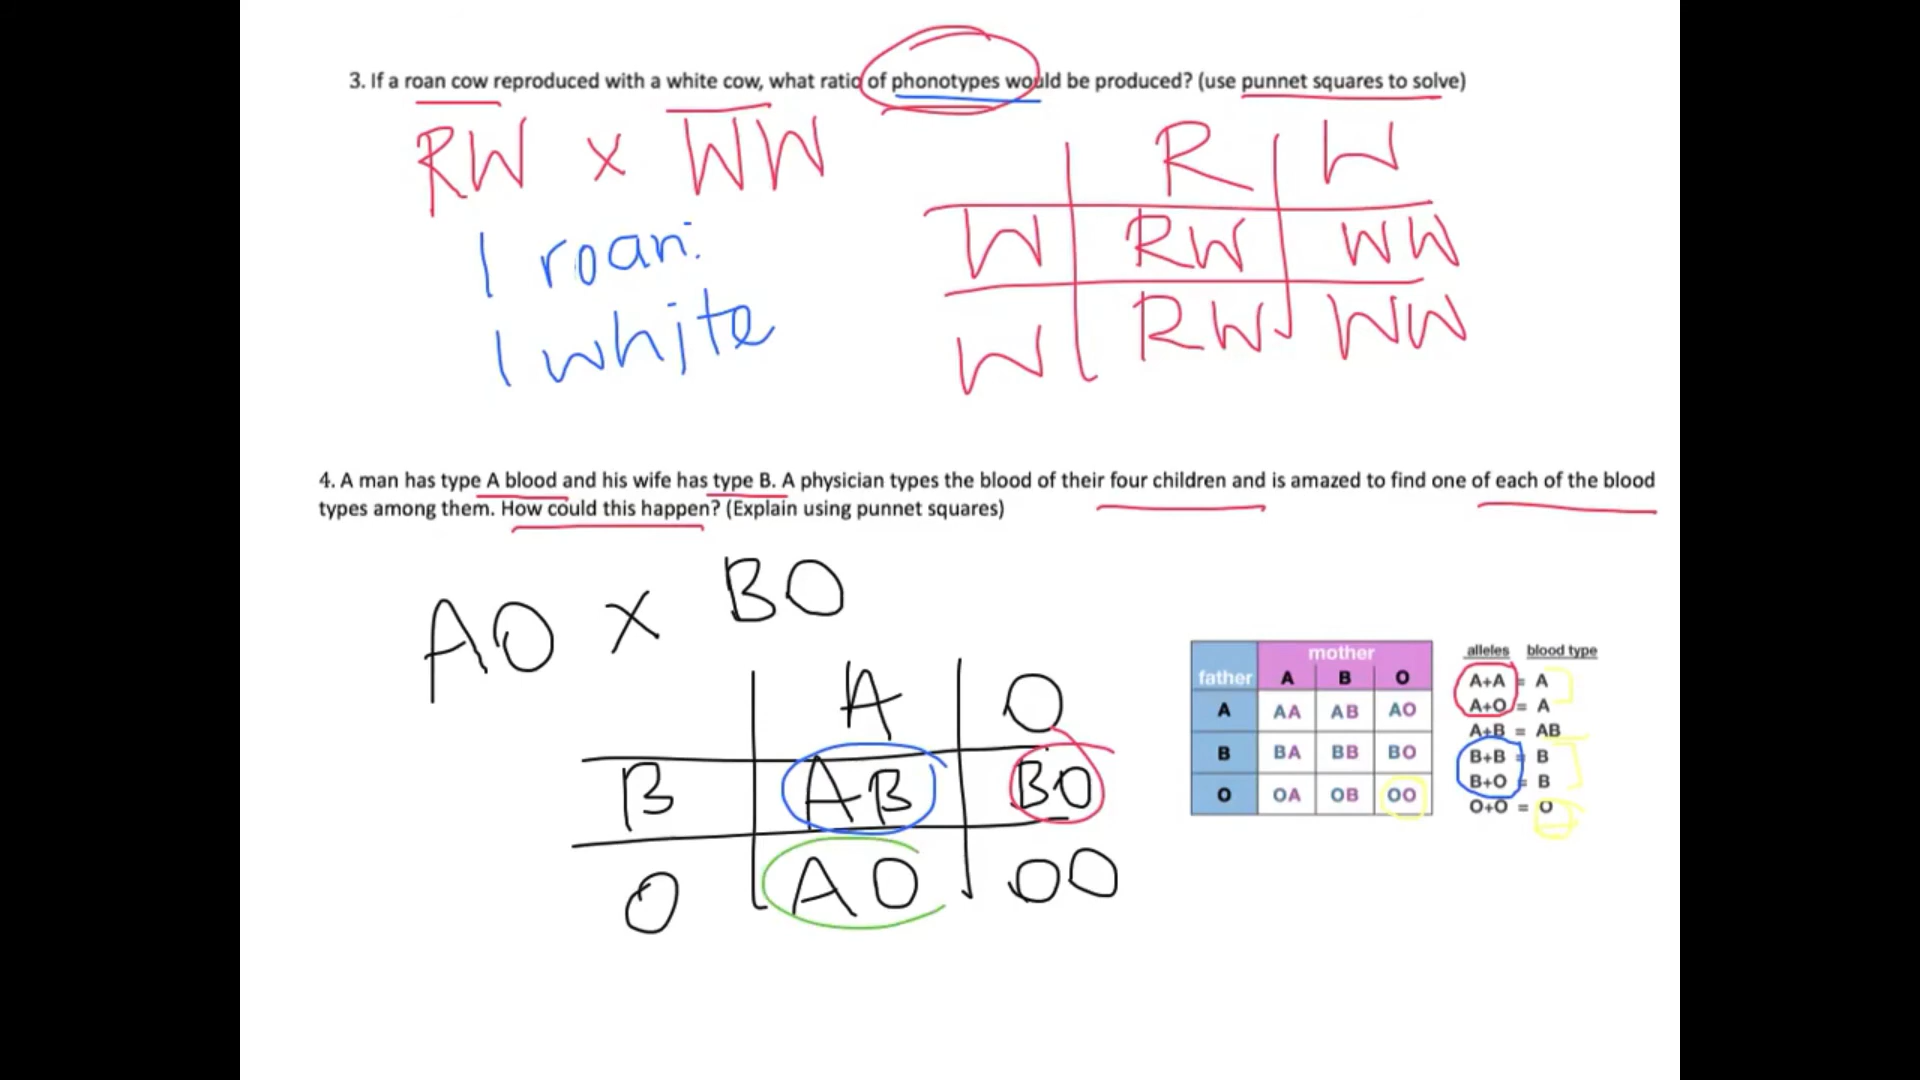 3. If a roan cow reproduced with a white cow, what ratio of phonotypes would be produced? (use punnet squares to solve)
RW x WW
1 roan:
1 white
R W
W RW WW
W RW WW
4. A man has type A blood and his wife has type B. A physician types the blood of their four children and is amazed to find one of each of the blood
types among them. How could this happen? (Explain using punnet squares)
AO x BO
A O
B AB BO
O AO OO
mother
father A B O
A AA AB AO
B BA BB BO
O OA OB OO
alleles blood type
A+A = A
A+O = A
A+B = AB
B+B = B
B+O = B
O+O = O